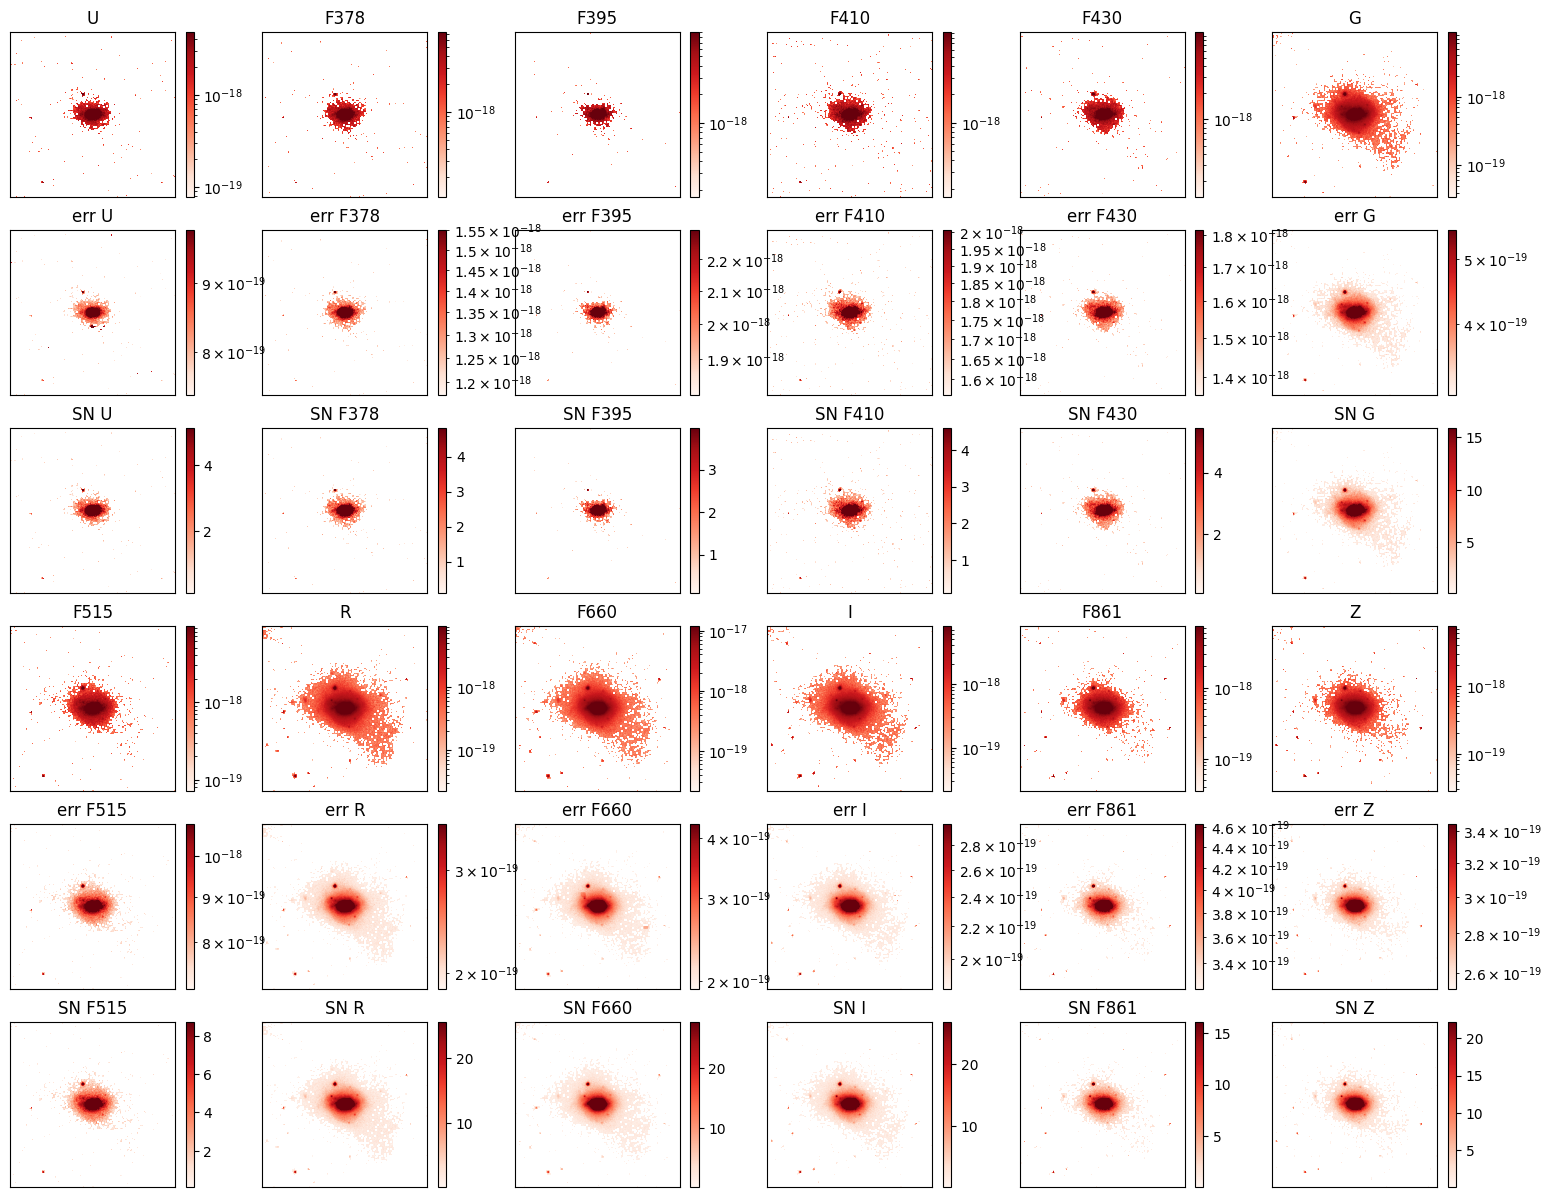 U F378 F395 F410 F430 G
10⁻¹⁸ 10⁻¹⁸ 10⁻¹⁸ 10⁻¹⁸ 10⁻¹⁸ 10⁻¹⁸
10⁻¹⁹ 10⁻¹⁹
err U err F378 err F395 err F410 err F430 err G
9 × 10⁻¹⁹ 8 × 10⁻¹⁹
1.55 × 10⁻¹⁸ 1.50 × 10⁻¹⁸ 1.45 × 10⁻¹⁸ 1.40 × 10⁻¹⁸ 1.35 × 10⁻¹⁸ 1.30 × 10⁻¹⁸ 1.25 × 10⁻¹⁸ 1.20 × 10⁻¹⁸
2.2 × 10⁻¹⁸ 2.1 × 10⁻¹⁸ 2 × 10⁻¹⁸ 1.9 × 10⁻¹⁸
2 × 10⁻¹⁸ 1.95 × 10⁻¹⁸ 1.90 × 10⁻¹⁸ 1.85 × 10⁻¹⁸ 1.8 × 10⁻¹⁸ 1.75 × 10⁻¹⁸ 1.7 × 10⁻¹⁸ 1.65 × 10⁻¹⁸ 1.6 × 10⁻¹⁸
1.8 × 10⁻¹⁸ 1.7 × 10⁻¹⁸ 1.6 × 10⁻¹⁸ 1.5 × 10⁻¹⁸ 1.4 × 10⁻¹⁸
5 × 10⁻¹⁹ 4 × 10⁻¹⁹
SN U SN F378 SN F395 SN F410 SN F430 SN G
4 2
4 3 2 1
3 2 1
4 3 2 1
4 2
15 10 5
F515 R F660 I F861 Z
10⁻¹⁸ 10⁻¹⁹
10⁻¹⁸ 10⁻¹⁹
10⁻¹⁷ 10⁻¹⁸ 10⁻¹⁹
10⁻¹⁸ 10⁻¹⁹
10⁻¹⁸ 10⁻¹⁹
10⁻¹⁸ 10⁻¹⁹
err F515 err R err F660 err I err F861 err Z
10⁻¹⁸ 9 × 10⁻¹⁹ 8 × 10⁻¹⁹
3 × 10⁻¹⁹ 2 × 10⁻¹⁹
4 × 10⁻¹⁹ 3 × 10⁻¹⁹ 2 × 10⁻¹⁹
2.8 × 10⁻¹⁹ 2.6 × 10⁻¹⁹ 2.4 × 10⁻¹⁹ 2.2 × 10⁻¹⁹ 2 × 10⁻¹⁹
4.6 × 10⁻¹⁹ 4.4 × 10⁻¹⁹ 4.2 × 10⁻¹⁹ 4 × 10⁻¹⁹ 3.8 × 10⁻¹⁹ 3.6 × 10⁻¹⁹ 3.4 × 10⁻¹⁹
3.4 × 10⁻¹⁹ 3.2 × 10⁻¹⁹ 3 × 10⁻¹⁹ 2.8 × 10⁻¹⁹ 2.6 × 10⁻¹⁹
SN F515 SN R SN F660 SN I SN F861 SN Z
8 6 4 2
20 10
20 10
20 10
15 10 5
20 15 10 5